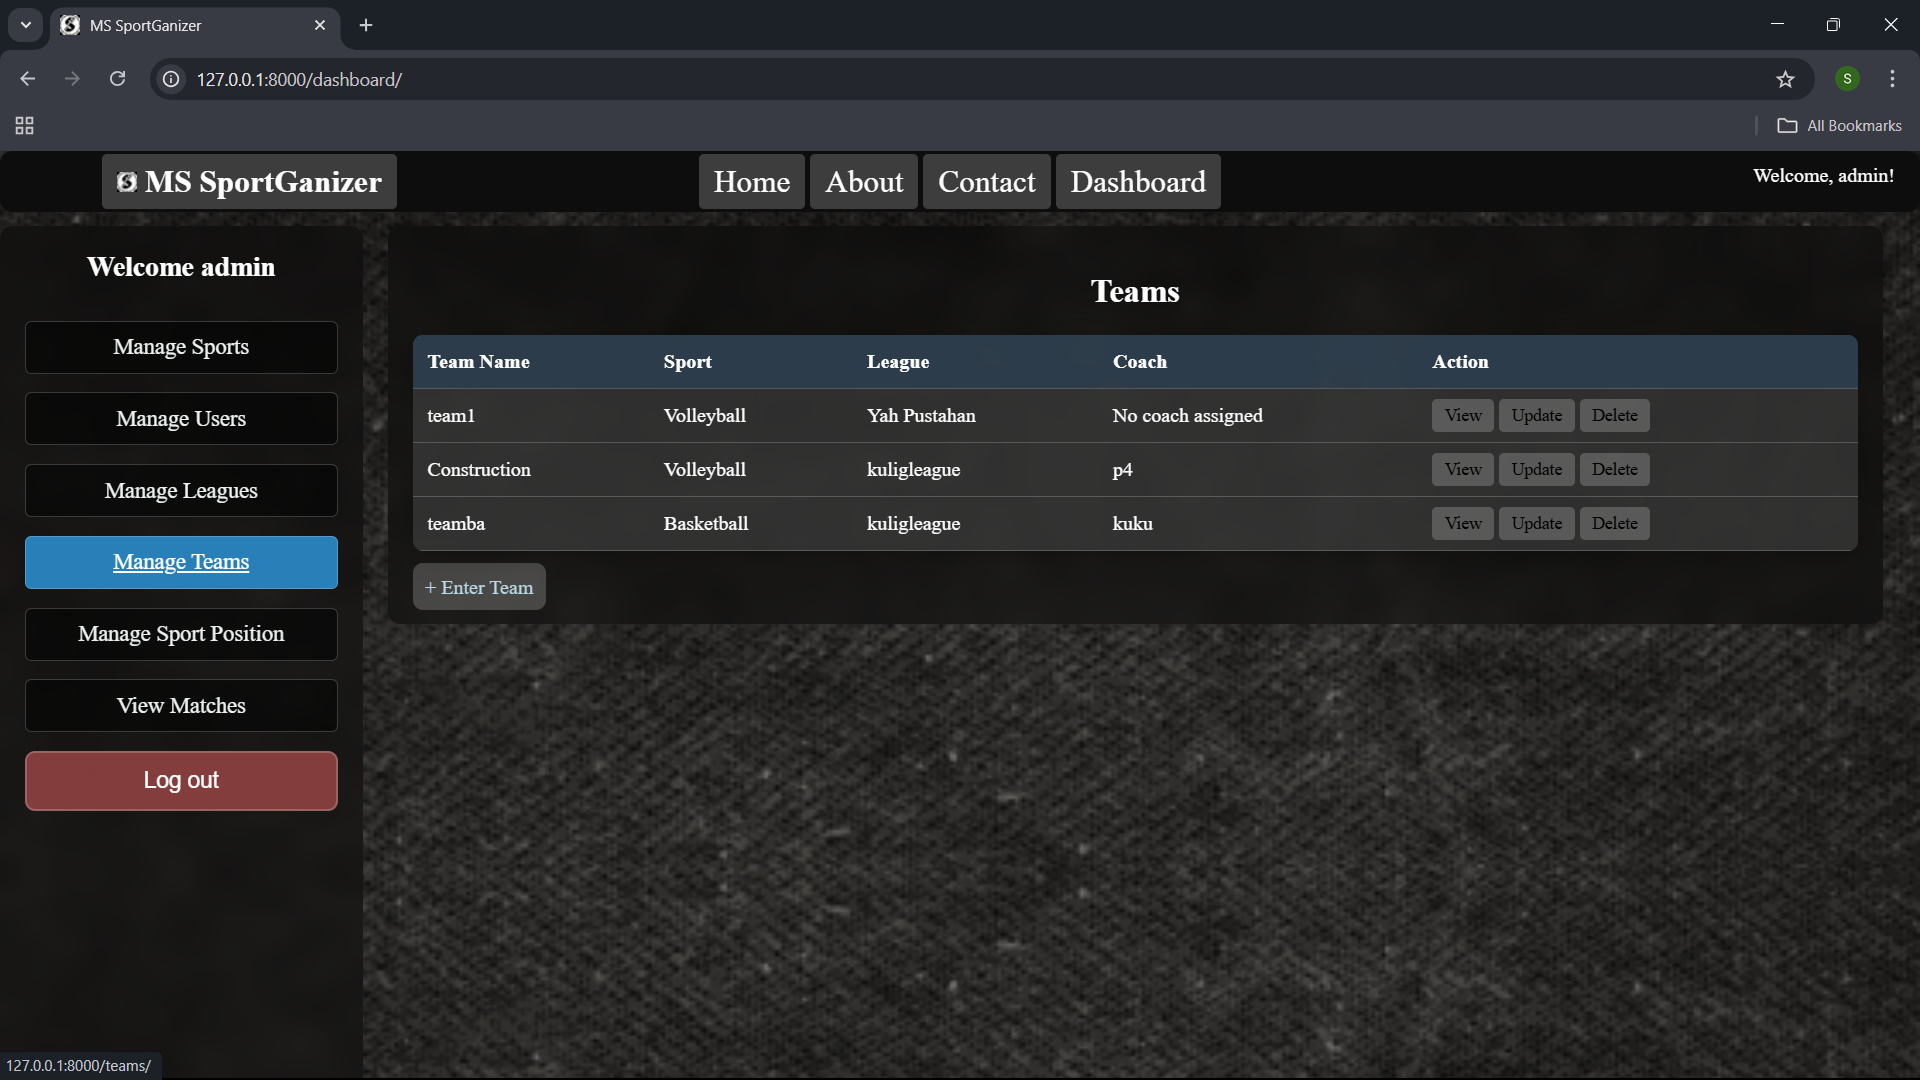 MS SportGanizer
127.0.0.1:8000/dashboard/
S
All Bookmarks
MS SportGanizer
Home About Contact Dashboard
Welcome, admin!
Welcome admin
Manage Sports
Manage Users
Manage Leagues
Manage Teams
Manage Sport Position
View Matches
Log out
Teams
Team Name Sport League Coach Action
team1 Volleyball Yah Pustahan No coach assigned View Update Delete
Construction Volleyball kuligleague p4 View Update Delete
teamba Basketball kuligleague kuku View Update Delete
+ Enter Team
127.0.0.1:8000/teams/